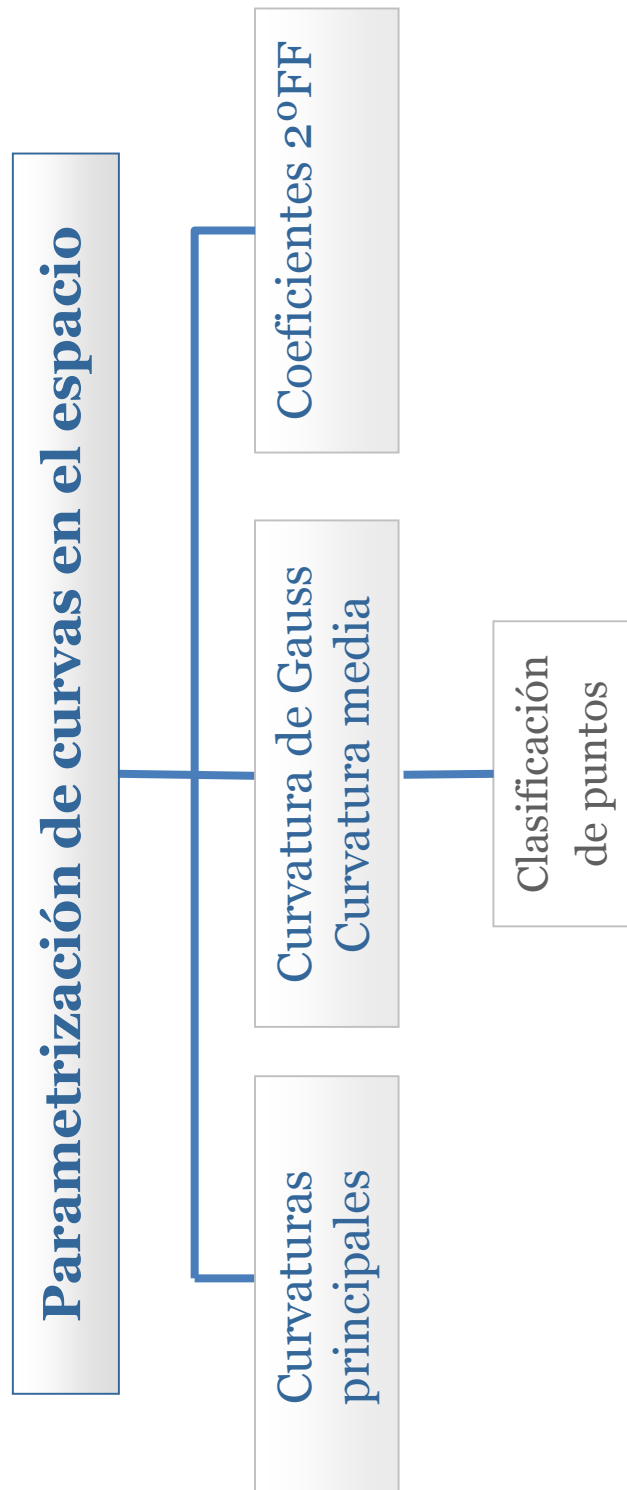 Parametrización de curvas en el espacio
Curvaturas
principales
Curvatura de Gauss
Curvatura media
Coeficientes 2ºFF
Clasificación
de puntos